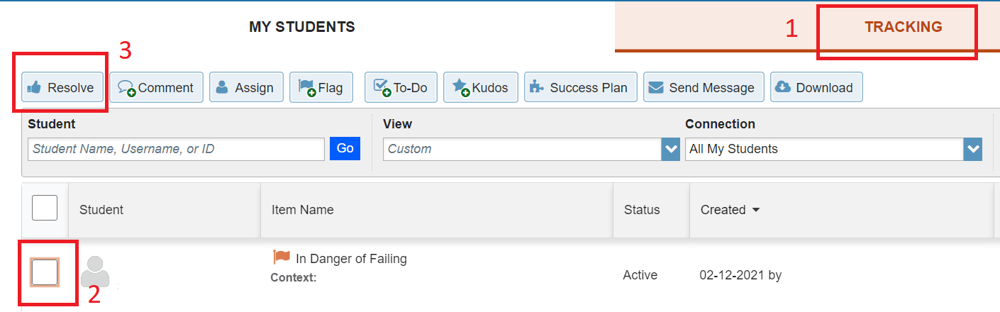 MY STUDENTS
1
TRACKING
3
Resolve
Comment
Assign
Flag
To-Do
Kudos
Success Plan
Send Message
Download
Student
View
Connection
Student Name, Username, or ID
Go
Custom
All My Students
Student
Item Name
Status
Created
In Danger of Failing
Context:
Active
02-12-2021 by
2